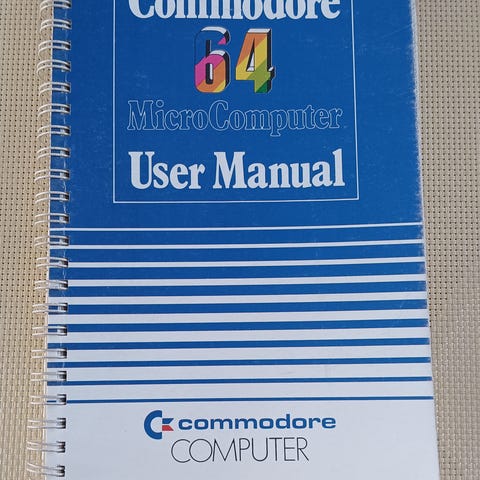 Commodore
64
MicroComputer
User Manual
commodore
COMPUTER